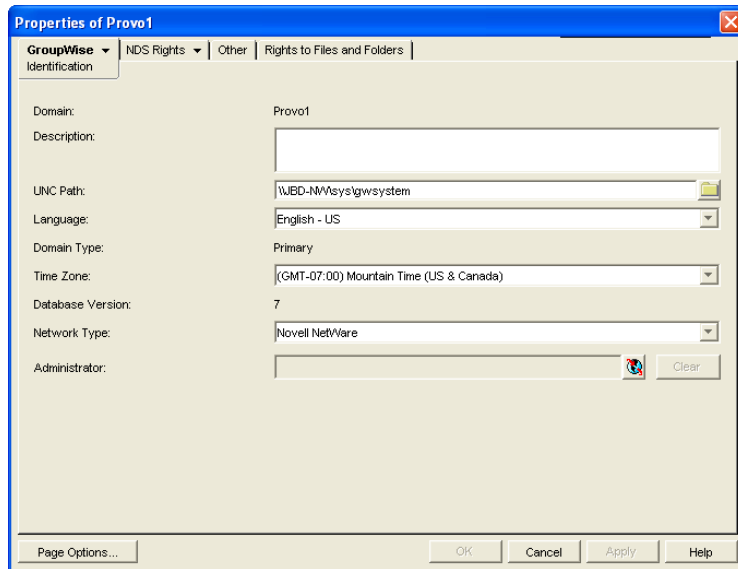 Properties of Provo1
GroupWise NDS Rights Other Rights to Files and Folders
Identification
Domain: Provo1
Description:
UNC Path: \\JBD-NW\sys\gwsystem
Language: English - US
Domain Type: Primary
Time Zone: (GMT-07:00) Mountain Time (US & Canada)
Database Version: 7
Network Type: Novell NetWare
Administrator: Clear
Page Options... OK Cancel Apply Help